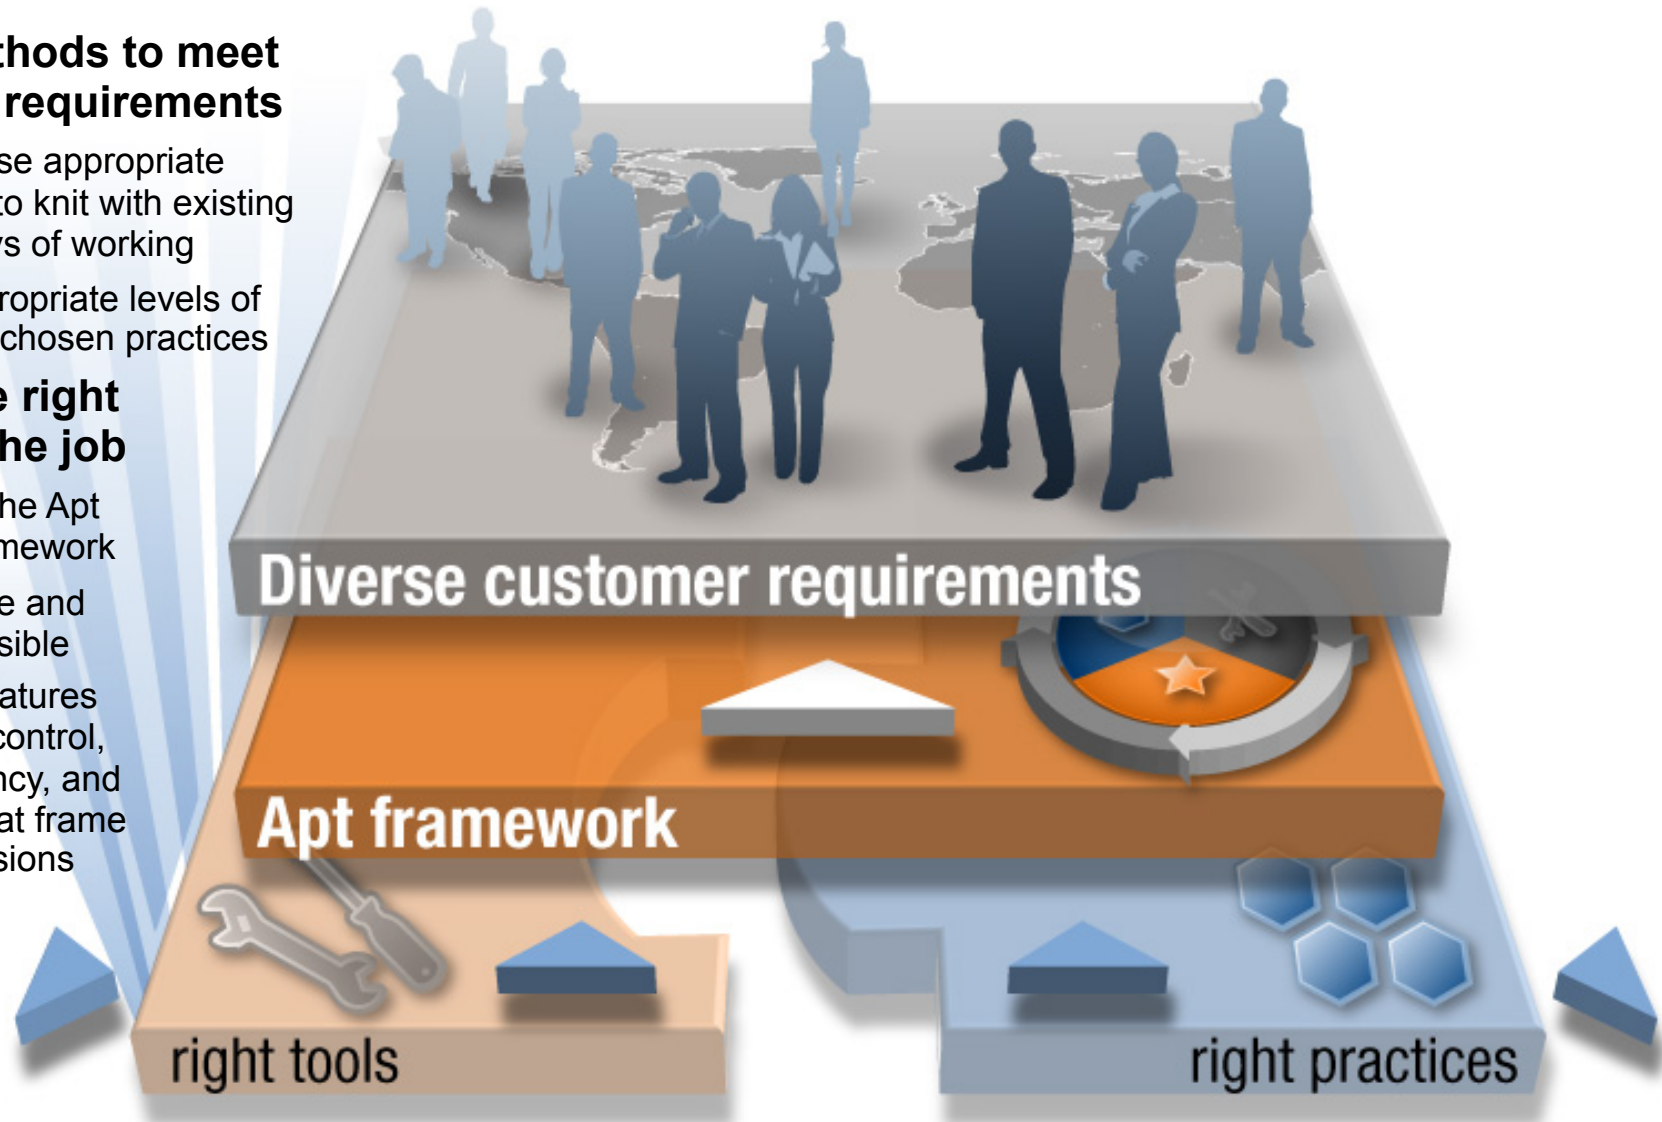 thods to meet
requirements
se appropriate
to knit with existing
ys of working
ropriate levels of
chosen practices
e right
he job
he Apt
mework
e and
sible
atures
control,
ncy, and
at frame
sions
Diverse customer requirements
Apt framework
right tools
right practices